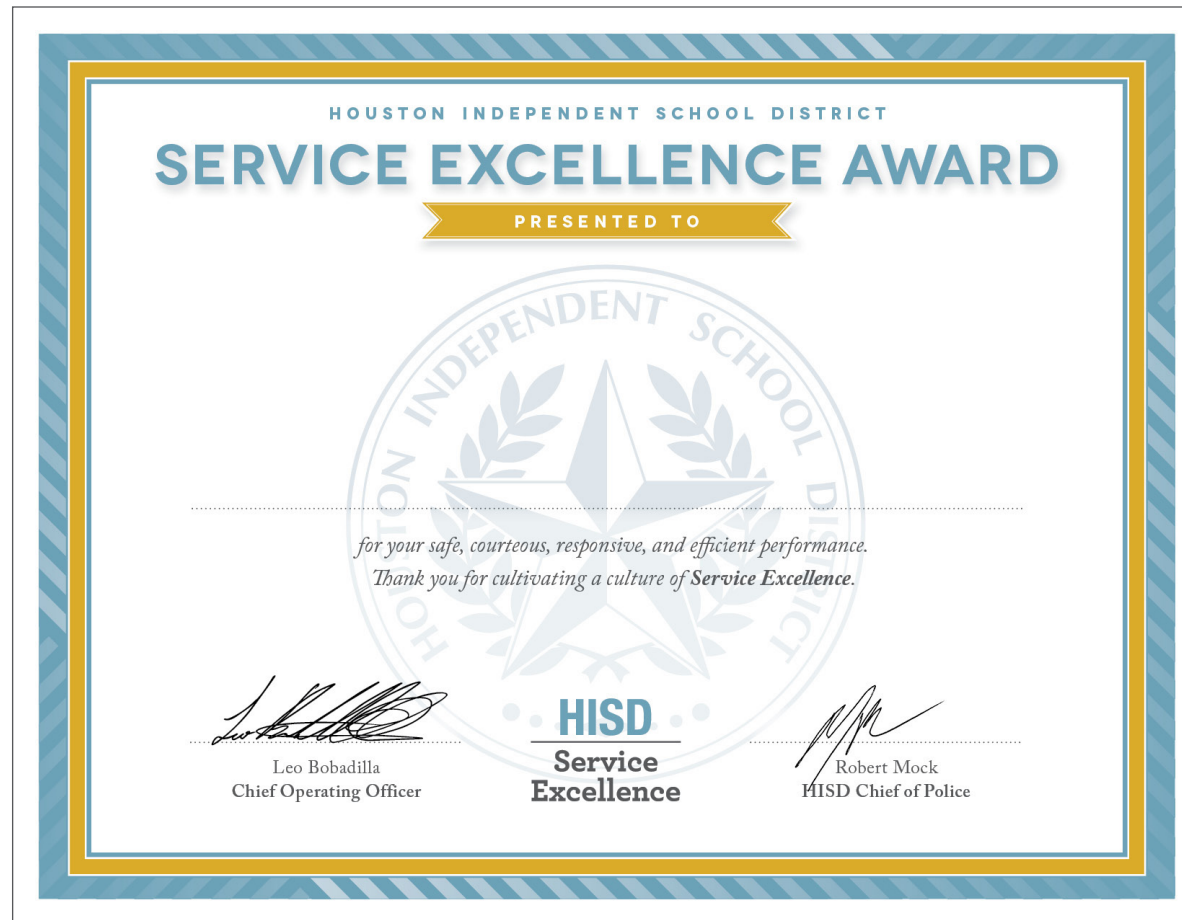 HOUSTON INDEPENDENT SCHOOL DISTRICT
SERVICE EXCELLENCE AWARD
PRESENTED TO
HOUSTON INDEPENDENT SCHOOL DISTRICT
for your safe, courteous, responsive, and efficient performance.
Thank you for cultivating a culture of Service Excellence.
Leo Bobadilla
Chief Operating Officer
HISD
Service
Excellence
Robert Mock
HISD Chief of Police